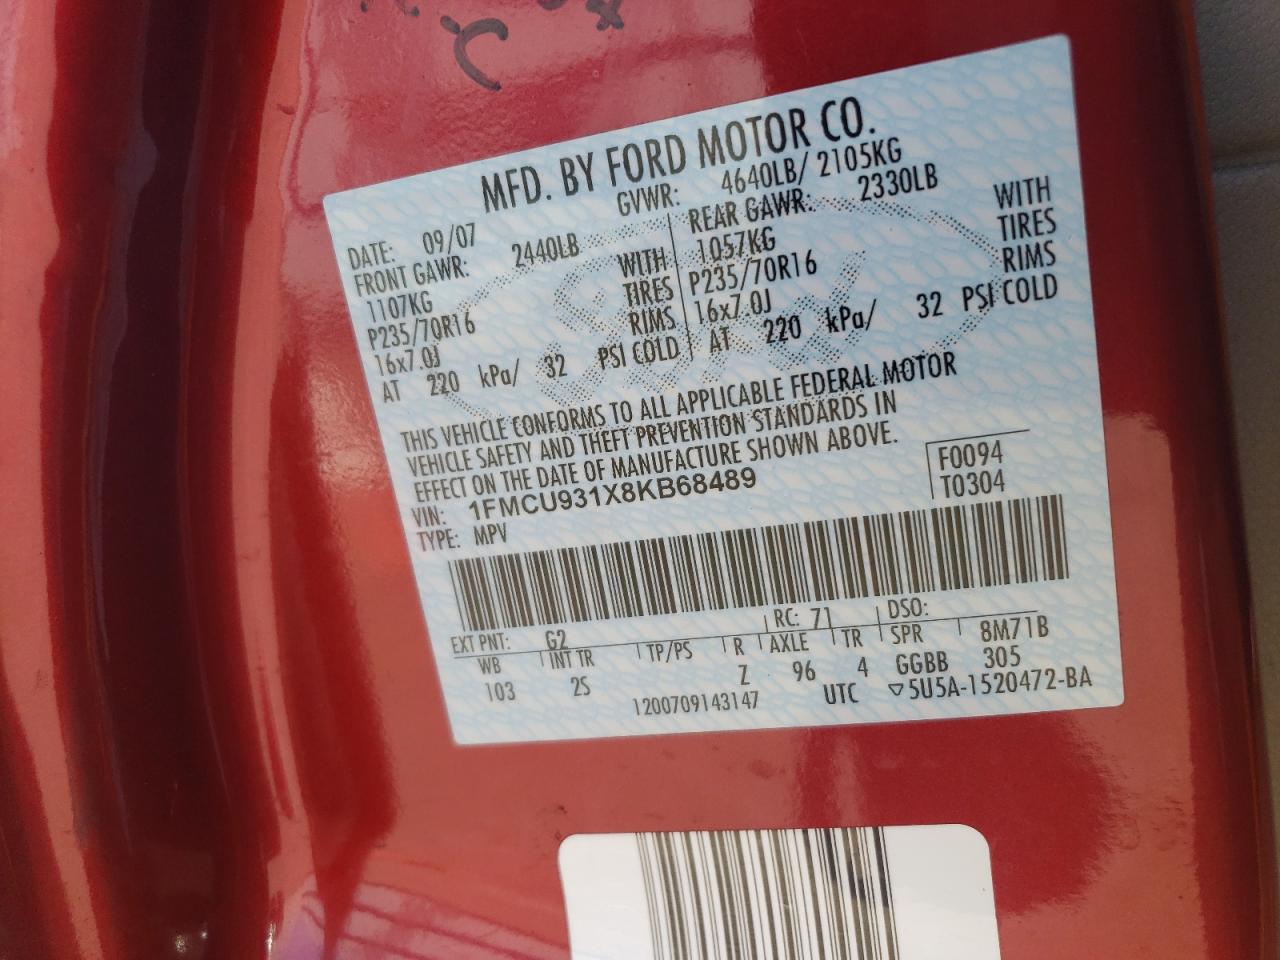 MFD. BY FORD MOTOR CO.
DATE: 09/07 GVWR: 4640LB/ 2105KG
FRONT GAWR: 2440LB REAR GAWR: 2330LB
1107KG WITH 1057KG WITH
P235/70R16 TIRES P235/70R16 TIRES
16x7.0J RIMS 16x7.0J RIMS
AT 220 kPa/ 32 PSI COLD AT 220 kPa/ 32 PSI COLD
THIS VEHICLE CONFORMS TO ALL APPLICABLE FEDERAL MOTOR
VEHICLE SAFETY AND THEFT PREVENTION STANDARDS IN
EFFECT ON THE DATE OF MANUFACTURE SHOWN ABOVE.
VIN: 1FMCU931X8KB68489 F0094
TYPE: MPV T0304
EXT PNT: G2 RC: 71 DSO:
WB INT TR TP/PS R AXLE TR SPR 8M71B
103 2S Z 96 4 GGBB 305
1200709143147 UTC ▽5U5A-1520472-BA